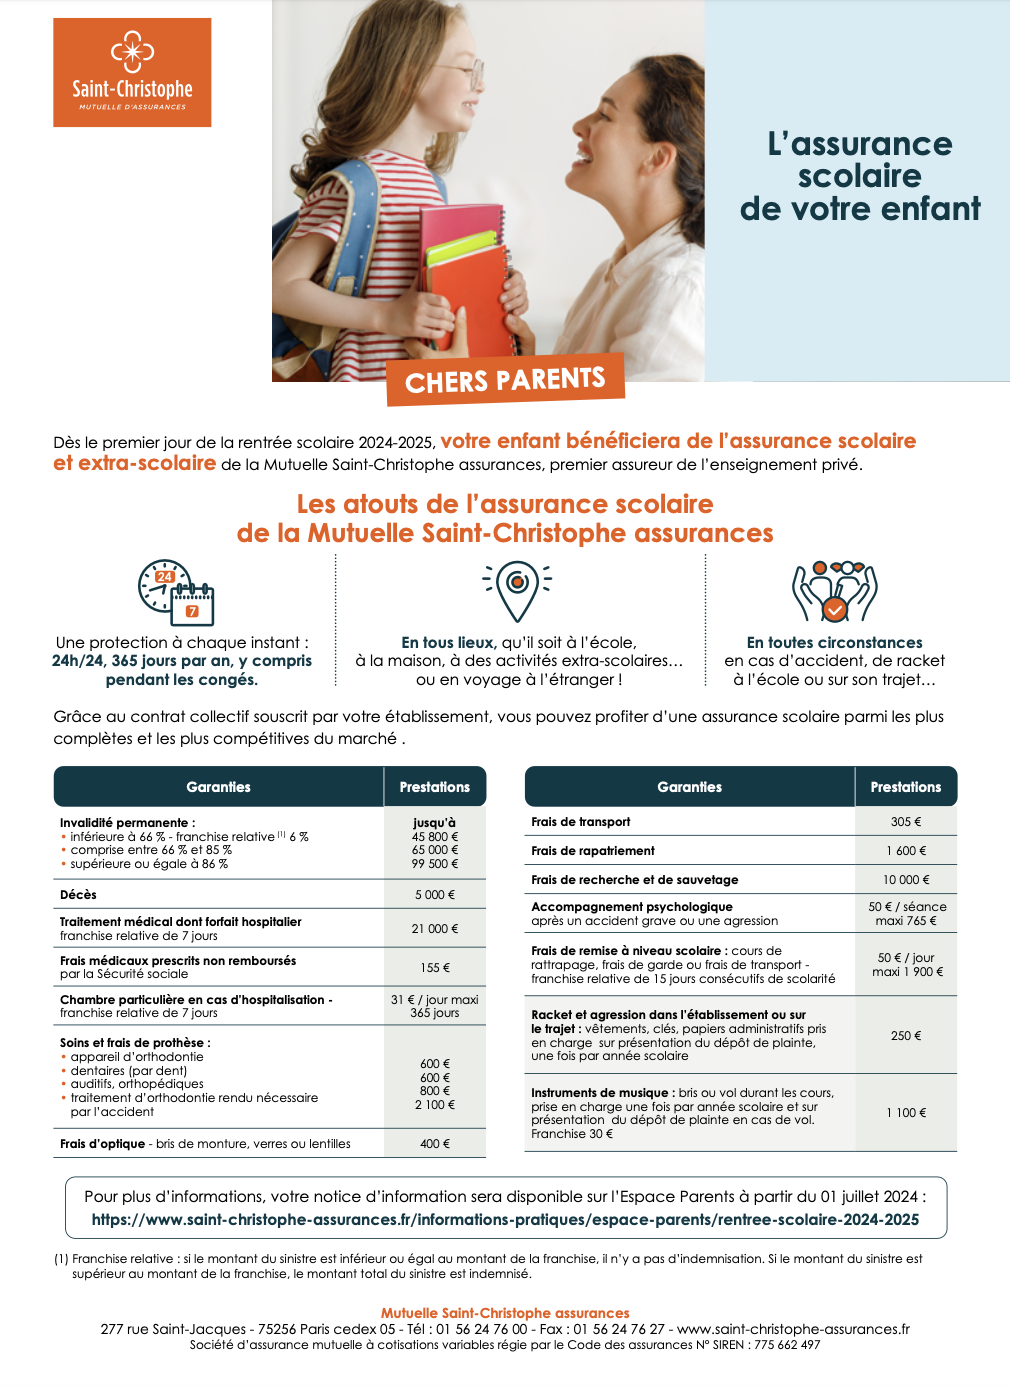 Saint-Christophe
MUTUELLE D'ASSURANCES
L'assurance
scolaire
de votre enfant
CHERS PARENTS
Dès le premier jour de la rentrée scolaire 2024-2025, votre enfant bénéficiera de l'assurance scolaire
et extra-scolaire de la Mutuelle Saint-Christophe assurances, premier assureur de l'enseignement privé.
Les atouts de l'assurance scolaire
de la Mutuelle Saint-Christophe assurances
24
7
Une protection à chaque instant :
24h/24, 365 jours par an, y compris
pendant les congés.
En tous lieux, qu'il soit à l'école,
à la maison, à des activités extra-scolaires…
ou en voyage à l'étranger !
En toutes circonstances
en cas d'accident, de racket
à l'école ou sur son trajet…
Grâce au contrat collectif souscrit par votre établissement, vous pouvez profiter d'une assurance scolaire parmi les plus
complètes et les plus compétitives du marché .
Garanties Prestations
Invalidité permanente : jusqu'à
• inférieure à 66 % - franchise relative (1) 6 % 45 800 €
• comprise entre 66 % et 85 % 65 000 €
• supérieure ou égale à 86 % 99 500 €
Décès 5 000 €
Traitement médical dont forfait hospitalier
franchise relative de 7 jours
21 000 €
Frais médicaux prescrits non remboursés
par la Sécurité sociale
155 €
Chambre particulière en cas d'hospitalisation -
franchise relative de 7 jours
31 € / jour maxi
365 jours
Soins et frais de prothèse :
• appareil d'orthodontie
• dentaires (par dent)
• auditifs, orthopédiques
• traitement d'orthodontie rendu nécessaire
par l'accident
600 €
600 €
800 €
2 100 €
Frais d'optique - bris de monture, verres ou lentilles 400 €
Garanties Prestations
Frais de transport 305 €
Frais de rapatriement 1 600 €
Frais de recherche et de sauvetage 10 000 €
Accompagnement psychologique
après un accident grave ou une agression
50 € / séance
maxi 765 €
Frais de remise à niveau scolaire : cours de
rattrapage, frais de garde ou frais de transport -
franchise relative de 15 jours consécutifs de scolarité
50 € / jour
maxi 1 900 €
Racket et agression dans l'établissement ou sur
le trajet : vêtements, clés, papiers administratifs pris
en charge sur présentation du dépôt de plainte,
une fois par année scolaire
250 €
Instruments de musique : bris ou vol durant les cours,
prise en charge une fois par année scolaire et sur
présentation du dépôt de plainte en cas de vol.
Franchise 30 €
1 100 €
Pour plus d'informations, votre notice d'information sera disponible sur l'Espace Parents à partir du 01 juillet 2024 :
https://www.saint-christophe-assurances.fr/informations-pratiques/espace-parents/rentree-scolaire-2024-2025
(1) Franchise relative : si le montant du sinistre est inférieur ou égal au montant de la franchise, il n'y a pas d'indemnisation. Si le montant du sinistre est
supérieur au montant de la franchise, le montant total du sinistre est indemnisé.
Mutuelle Saint-Christophe assurances
277 rue Saint-Jacques - 75256 Paris cedex 05 - Tél : 01 56 24 76 00 - Fax : 01 56 24 76 27 - www.saint-christophe-assurances.fr
Société d'assurance mutuelle à cotisations variables régie par le Code des assurances N° SIREN : 775 662 497